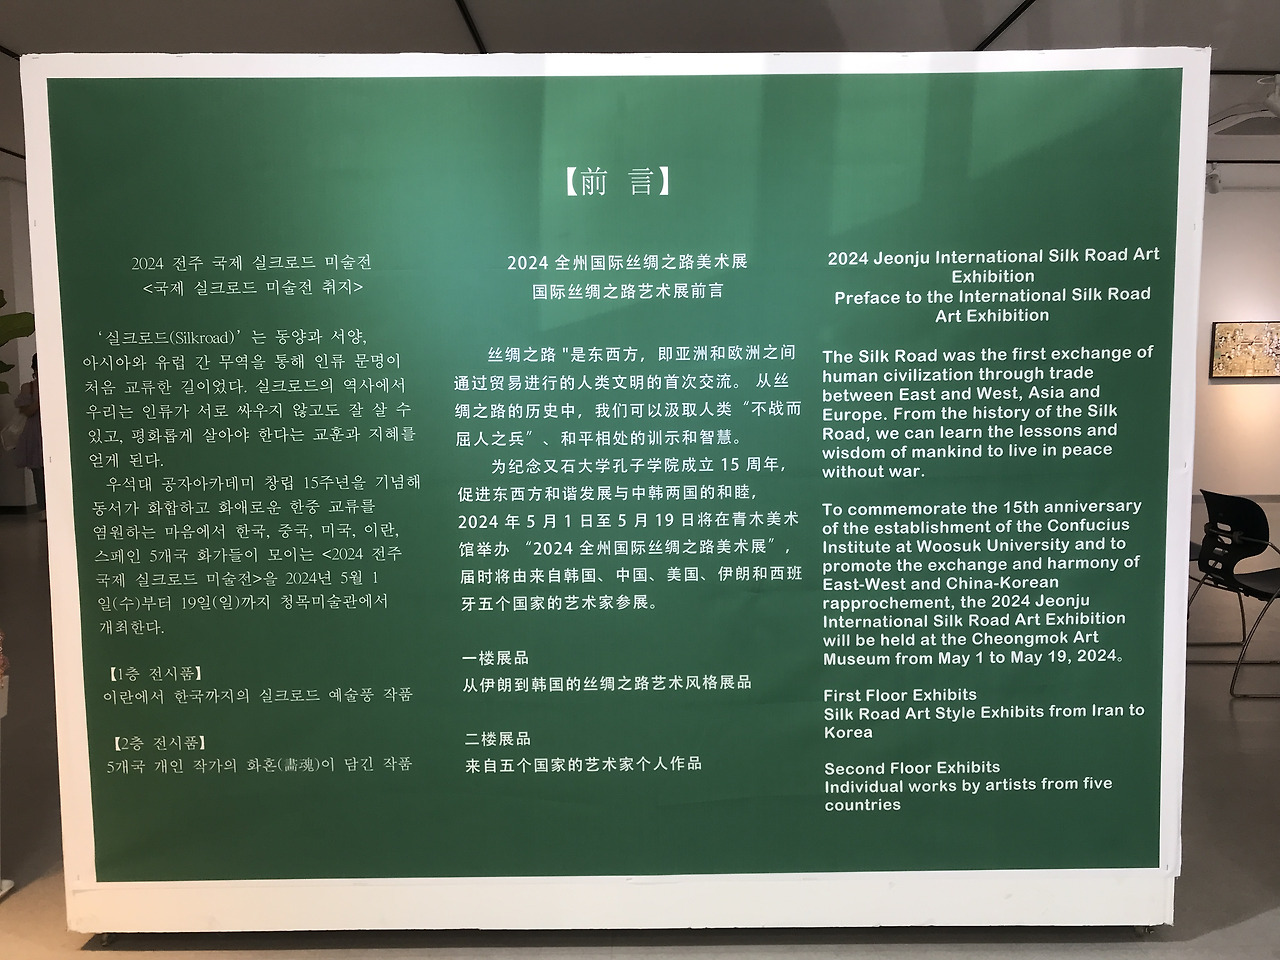 【前 言】
2024 전주 국제 실크로드 미술전
<국제 실크로드 미술전 취지>
‘실크로드(Silkroad)’는 동양과 서양,
아시아와 유럽 간 무역을 통해 인류 문명이
처음 교류한 길이었다. 실크로드의 역사에서
우리는 인류가 서로 싸우지 않고도 잘 살 수
있고, 평화롭게 살아야 한다는 교훈과 지혜를
얻게 된다.
우석대 공자아카데미 창립 15주년을 기념해
동서가 화합하고 화애로운 한중 교류를
염원하는 마음에서 한국, 중국, 미국, 이란,
스페인 5개국 화가들이 모이는 <2024 전주
국제 실크로드 미술전>을 2024년 5월 1
일(수)부터 19일(일)까지 청목미술관에서
개최한다.
【1층 전시품】
이란에서 한국까지의 실크로드 예술풍 작품
【2층 전시품】
5개국 개인 작가의 화혼(畵魂)이 담긴 작품
2024 全州国际丝绸之路美术展
国际丝绸之路艺术展前言
丝绸之路 "是东西方，即亚洲和欧洲之间
通过贸易进行的人类文明的首次交流。 从丝
绸之路的历史中，我们可以汲取人类“不战而
屈人之兵”、和平相处的训示和智慧。
为纪念又石大学孔子学院成立 15 周年，
促进东西方和谐发展与中韩两国的和睦，
2024 年 5 月 1 日至 5 月 19 日将在青木美术
馆举办 “2024 全州国际丝绸之路美术展”，
届时将由来自韩国、中国、美国、伊朗和西班
牙五个国家的艺术家参展。
一楼展品
从伊朗到韩国的丝绸之路艺术风格展品
二楼展品
来自五个国家的艺术家个人作品
2024 Jeonju International Silk Road Art
Exhibition
Preface to the International Silk Road
Art Exhibition
The Silk Road was the first exchange of
human civilization through trade
between East and West, Asia and
Europe. From the history of the Silk
Road, we can learn the lessons and
wisdom of mankind to live in peace
without war.
To commemorate the 15th anniversary
of the establishment of the Confucius
Institute at Woosuk University and to
promote the exchange and harmony of
East-West and China-Korean
rapprochement, the 2024 Jeonju
International Silk Road Art Exhibition
will be held at the Cheongmok Art
Museum from May 1 to May 19, 2024。
First Floor Exhibits
Silk Road Art Style Exhibits from Iran to
Korea
Second Floor Exhibits
Individual works by artists from five
countries